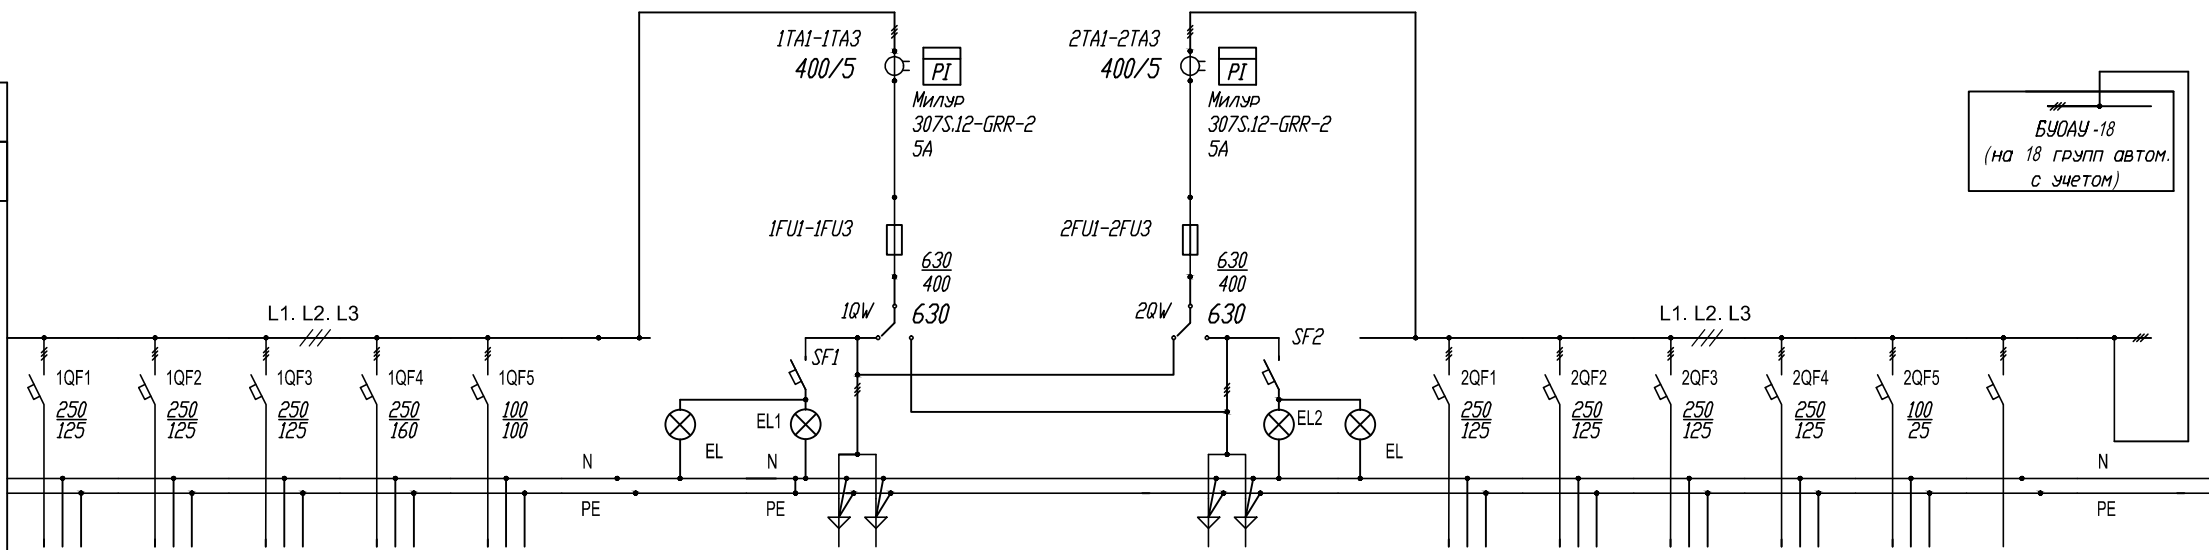 1TA1-1TA3
400/5
PI
Милур
307S.12-GRR-2
5А
2TA1-2TA3
400/5
PI
Милур
307S.12-GRR-2
5А
БУОАУ -18
(на 18 групп автом.
с учетом)
1FU1-1FU3
630
400
2FU1-2FU3
630
400
L1. L2. L3
1QW
630
2QW
630
L1. L2. L3
SF1
SF2
1QF1
250
125
1QF2
250
125
1QF3
250
125
1QF4
250
160
1QF5
100
100
EL
EL1
EL2
EL
2QF1
250
125
2QF2
250
125
2QF3
250
125
2QF4
250
125
2QF5
100
25
N
N
N
PE
PE
PE